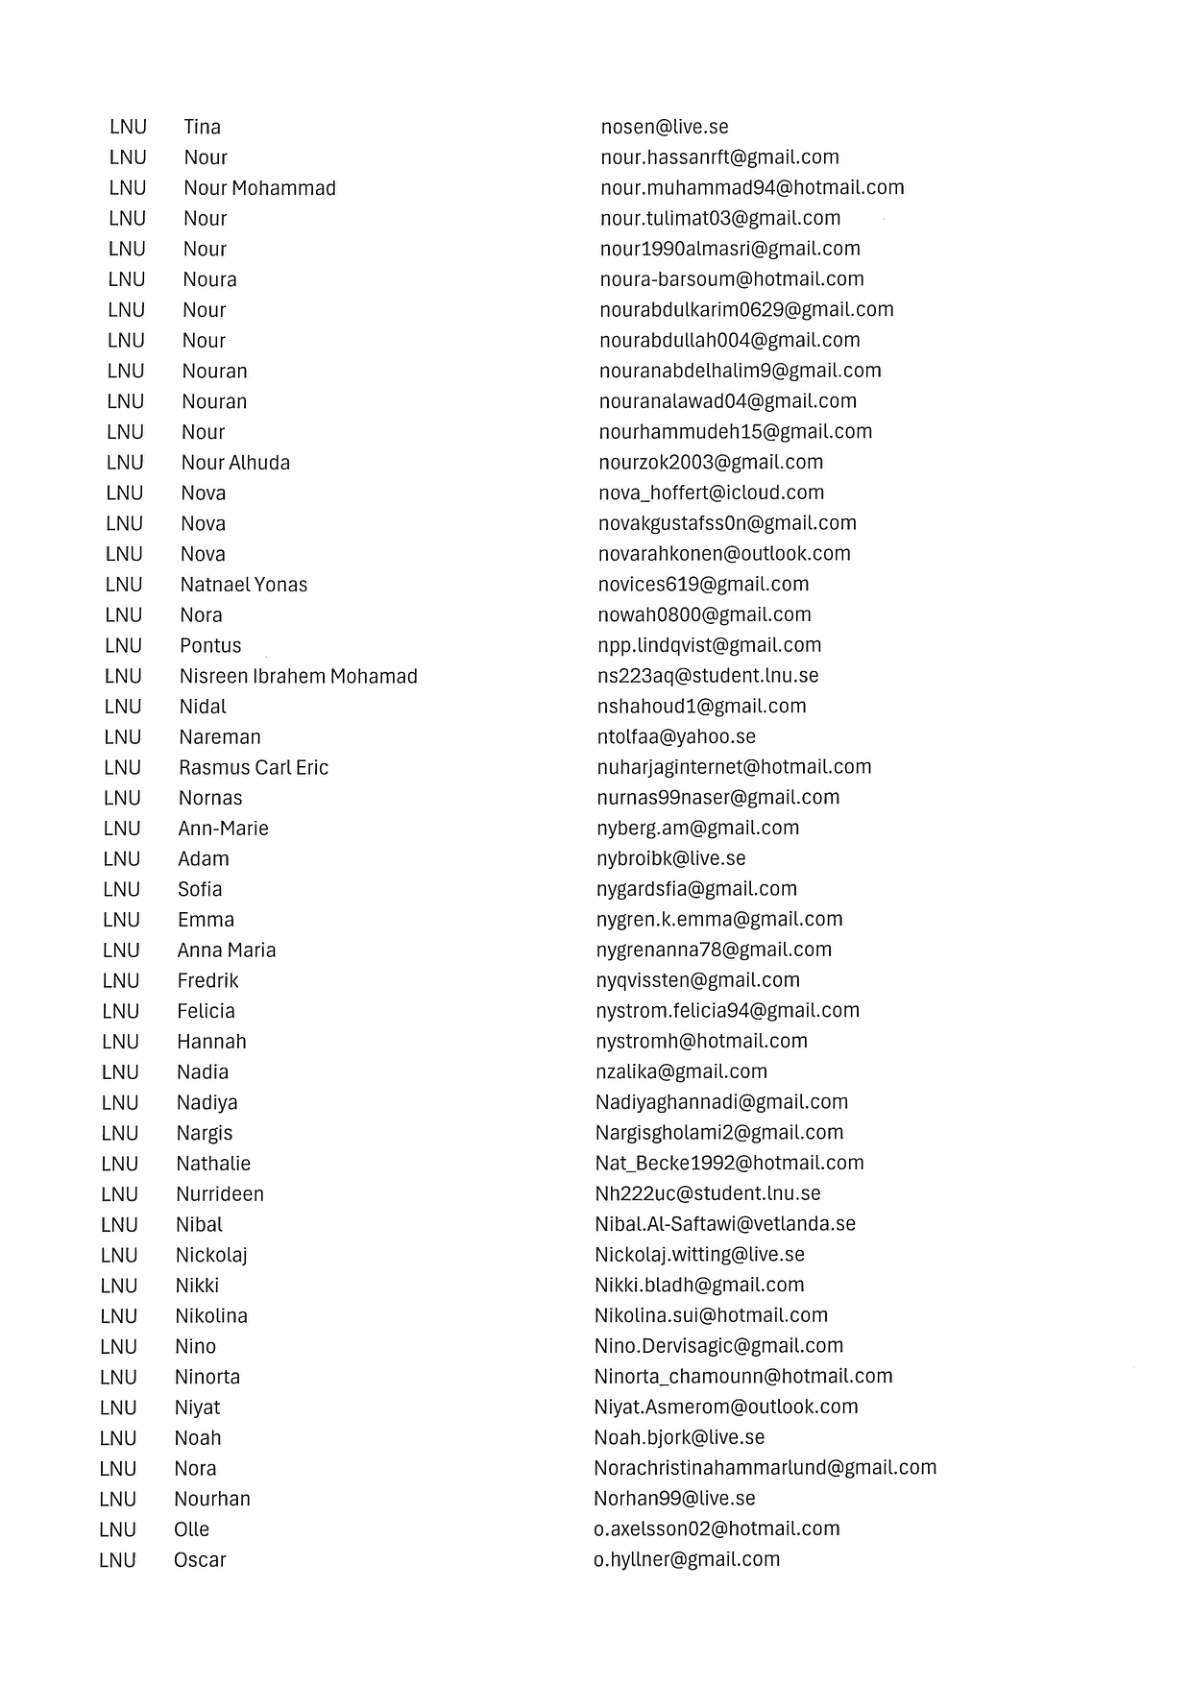 LNU Tina nosen@live.se
LNU Nour nour.hassanrft@gmail.com
LNU Nour Mohammad nour.muhammad94@hotmail.com
LNU Nour nour.tulimat03@gmail.com
LNU Nour nour1990almasri@gmail.com
LNU Noura noura-barsoum@hotmail.com
LNU Nour nourabdulkarim0629@gmail.com
LNU Nour nourabdullah004@gmail.com
LNU Nouran nouranabdelhalim9@gmail.com
LNU Nouran nouranalawad04@gmail.com
LNU Nour nourhammudeh15@gmail.com
LNU Nour Alhuda nourzok2003@gmail.com
LNU Nova nova_hoffert@icloud.com
LNU Nova novakgustafss0n@gmail.com
LNU Nova novarahkonen@outlook.com
LNU Natnael Yonas novices619@gmail.com
LNU Nora nowah0800@gmail.com
LNU Pontus npp.lindqvist@gmail.com
LNU Nisreen Ibrahem Mohamad ns223aq@student.lnu.se
LNU Nidal nshahoud1@gmail.com
LNU Nareman ntolfaa@yahoo.se
LNU Rasmus Carl Eric nuharjaginternet@hotmail.com
LNU Nornas nurnas99naser@gmail.com
LNU Ann-Marie nyberg.am@gmail.com
LNU Adam nybroibk@live.se
LNU Sofia nygardsfia@gmail.com
LNU Emma nygren.k.emma@gmail.com
LNU Anna Maria nygrenanna78@gmail.com
LNU Fredrik nyqvissten@gmail.com
LNU Felicia nystrom.felicia94@gmail.com
LNU Hannah nystromh@hotmail.com
LNU Nadia nzalika@gmail.com
LNU Nadiya Nadiyaghannadi@gmail.com
LNU Nargis Nargisgholami2@gmail.com
LNU Nathalie Nat_Becke1992@hotmail.com
LNU Nurrideen Nh222uc@student.lnu.se
LNU Nibal Nibal.Al-Saftawi@vetlanda.se
LNU Nickolaj Nickolaj.witting@live.se
LNU Nikki Nikki.bladh@gmail.com
LNU Nikolina Nikolina.sui@hotmail.com
LNU Nino Nino.Dervisagic@gmail.com
LNU Ninorta Ninorta_chamounn@hotmail.com
LNU Niyat Niyat.Asmerom@outlook.com
LNU Noah Noah.bjork@live.se
LNU Nora Norachristinahammarlund@gmail.com
LNU Nourhan Norhan99@live.se
LNU Olle o.axelsson02@hotmail.com
LNU Oscar o.hyllner@gmail.com